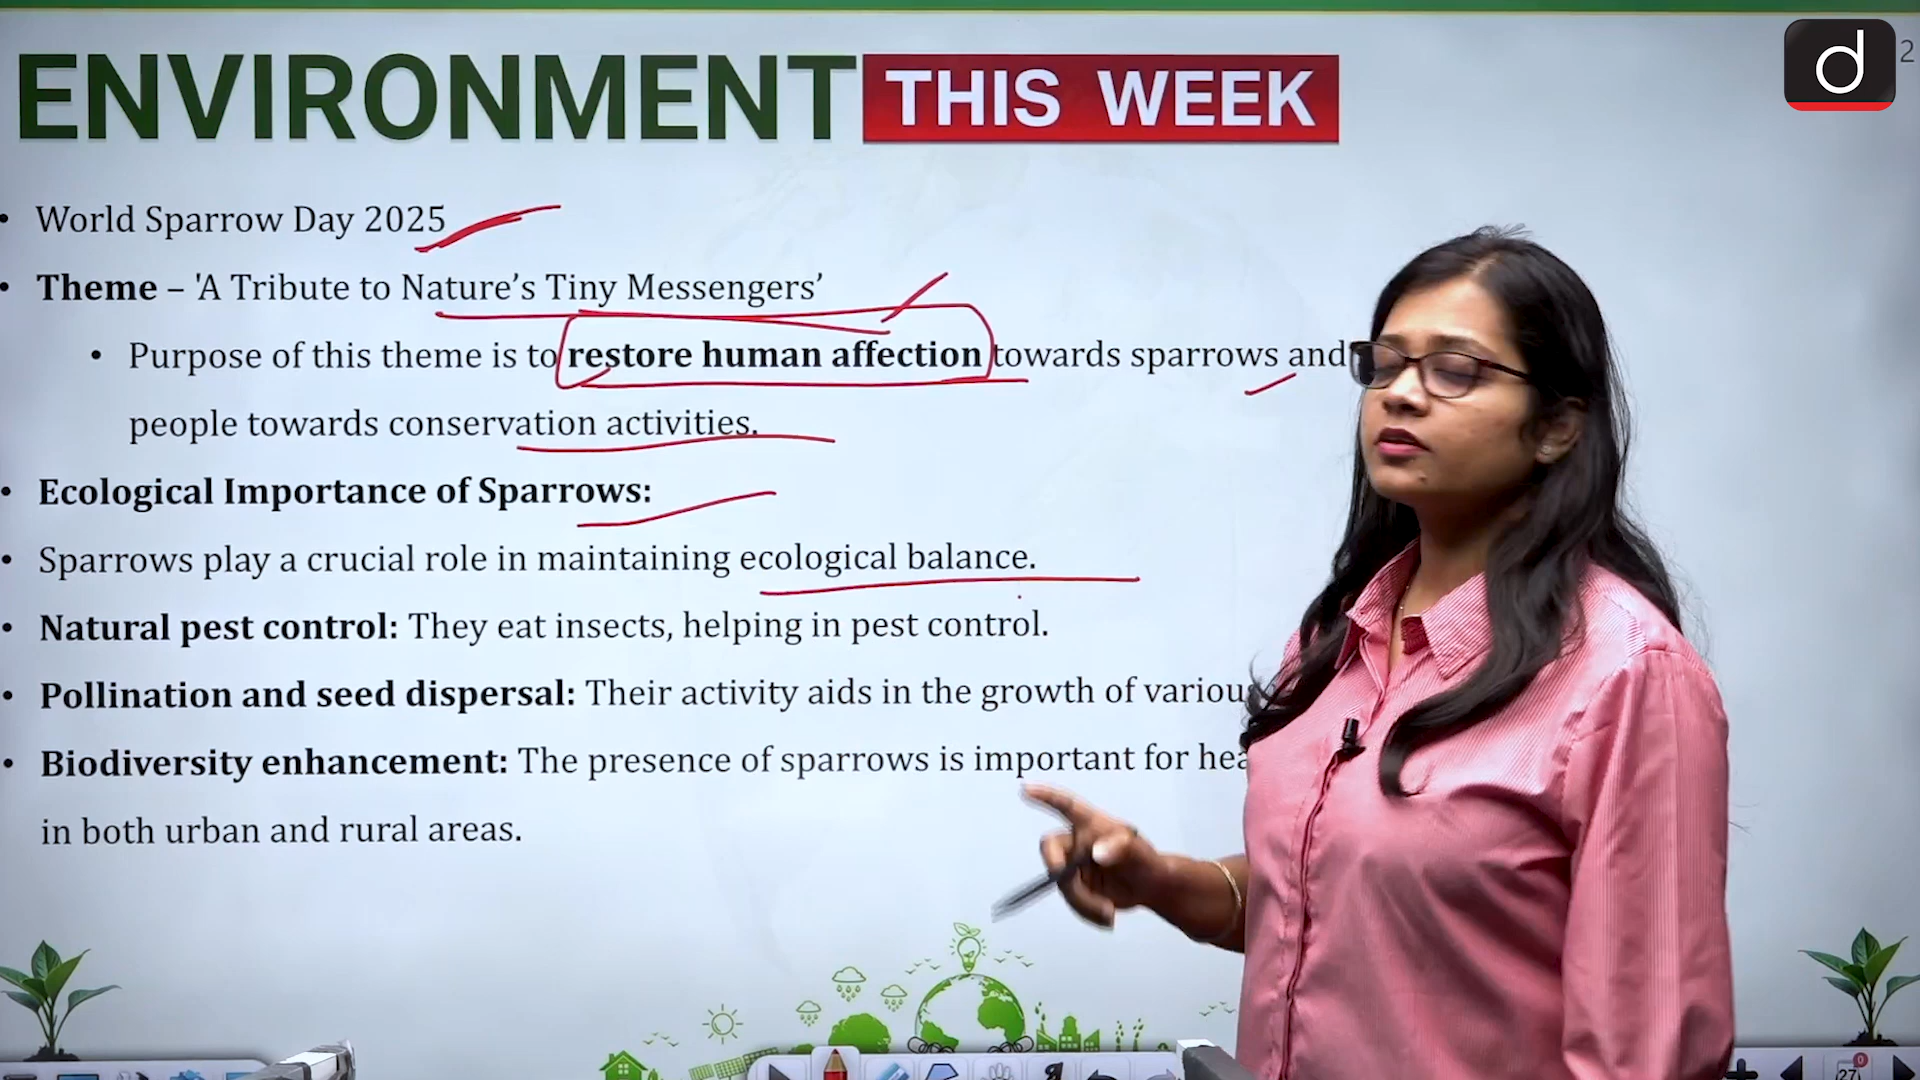 ENVIRONMENT THIS WEEK
d
2
• World Sparrow Day 2025
• Theme – 'A Tribute to Nature’s Tiny Messengers’
• Purpose of this theme is to restore human affection towards sparrows and
people towards conservation activities.
• Ecological Importance of Sparrows:
• Sparrows play a crucial role in maintaining ecological balance.
• Natural pest control: They eat insects, helping in pest control.
• Pollination and seed dispersal: Their activity aids in the growth of various
• Biodiversity enhancement: The presence of sparrows is important for hea
in both urban and rural areas.
27